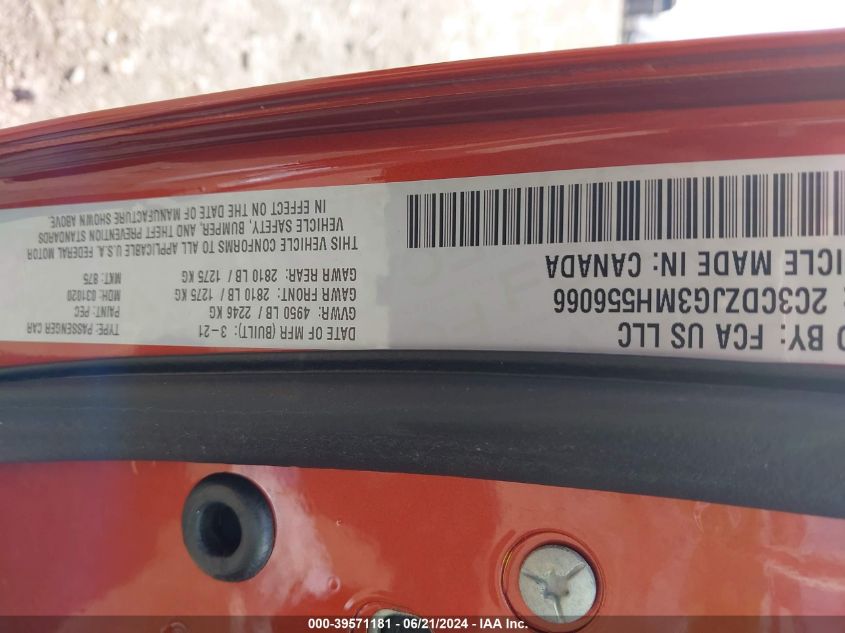 D BY: FCA US LLC
: 2C3CDZJG3MH556066
ICLE MADE IN: CANADA
DATE OF MFR (BUILT): 3-21
TYPE: PASSENGER CAR
GVWR: 4950 LB / 2246 KG
PAINT: PEC
GAWR FRONT: 2810 LB / 1275 KG
MDH: 031020
GAWR REAR: 2810 LB / 1275 KG
MKT: 875
THIS VEHICLE CONFORMS TO ALL APPLICABLE U.S.A. FEDERAL MOTOR
VEHICLE SAFETY, BUMPER, AND THEFT PREVENTION STANDARDS
IN EFFECT ON THE DATE OF MANUFACTURE SHOWN ABOVE.
000-39571181 - 06/21/2024 - IAA Inc.